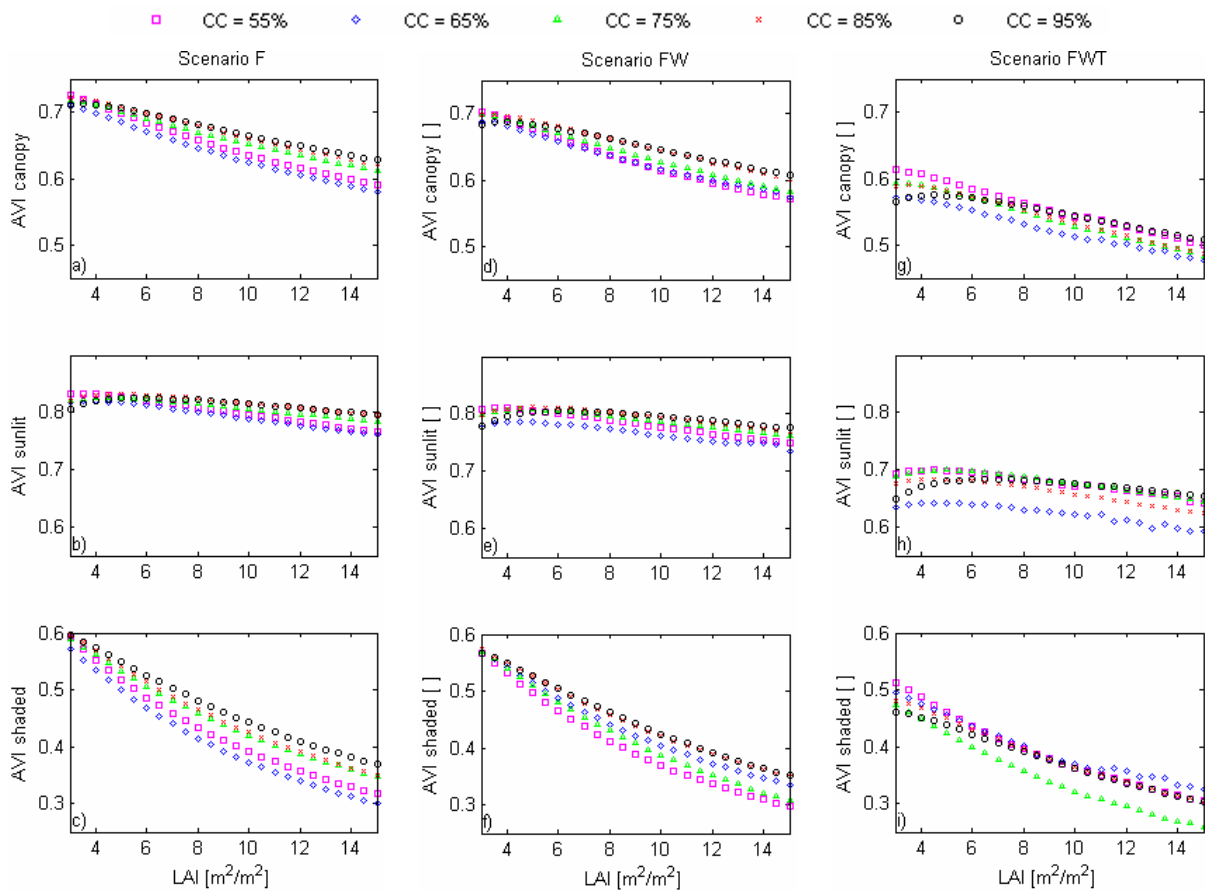 CC = 55% CC = 65% CC = 75% CC = 85% CC = 95%
Scenario F Scenario FW Scenario FWT
AVI canopy
0.7
0.6
0.5
a)
4 6 8 10 12 14
AVI canopy [ ]
0.7
0.6
0.5
d)
4 6 8 10 12 14
AVI canopy [ ]
0.7
0.6
0.5
g)
4 6 8 10 12 14
AVI sunlit
0.8
0.7
0.6
b)
4 6 8 10 12 14
AVI sunlit [ ]
0.8
0.7
0.6
e)
4 6 8 10 12 14
AVI sunlit [ ]
0.8
0.7
0.6
h)
4 6 8 10 12 14
AVI shaded
0.6
0.5
0.4
0.3
c)
4 6 8 10 12 14
LAI [m²/m²]
AVI shaded [ ]
0.6
0.5
0.4
0.3
f)
4 6 8 10 12 14
LAI [m²/m²]
AVI shaded [ ]
0.6
0.5
0.4
0.3
i)
4 6 8 10 12 14
LAI [m²/m²]